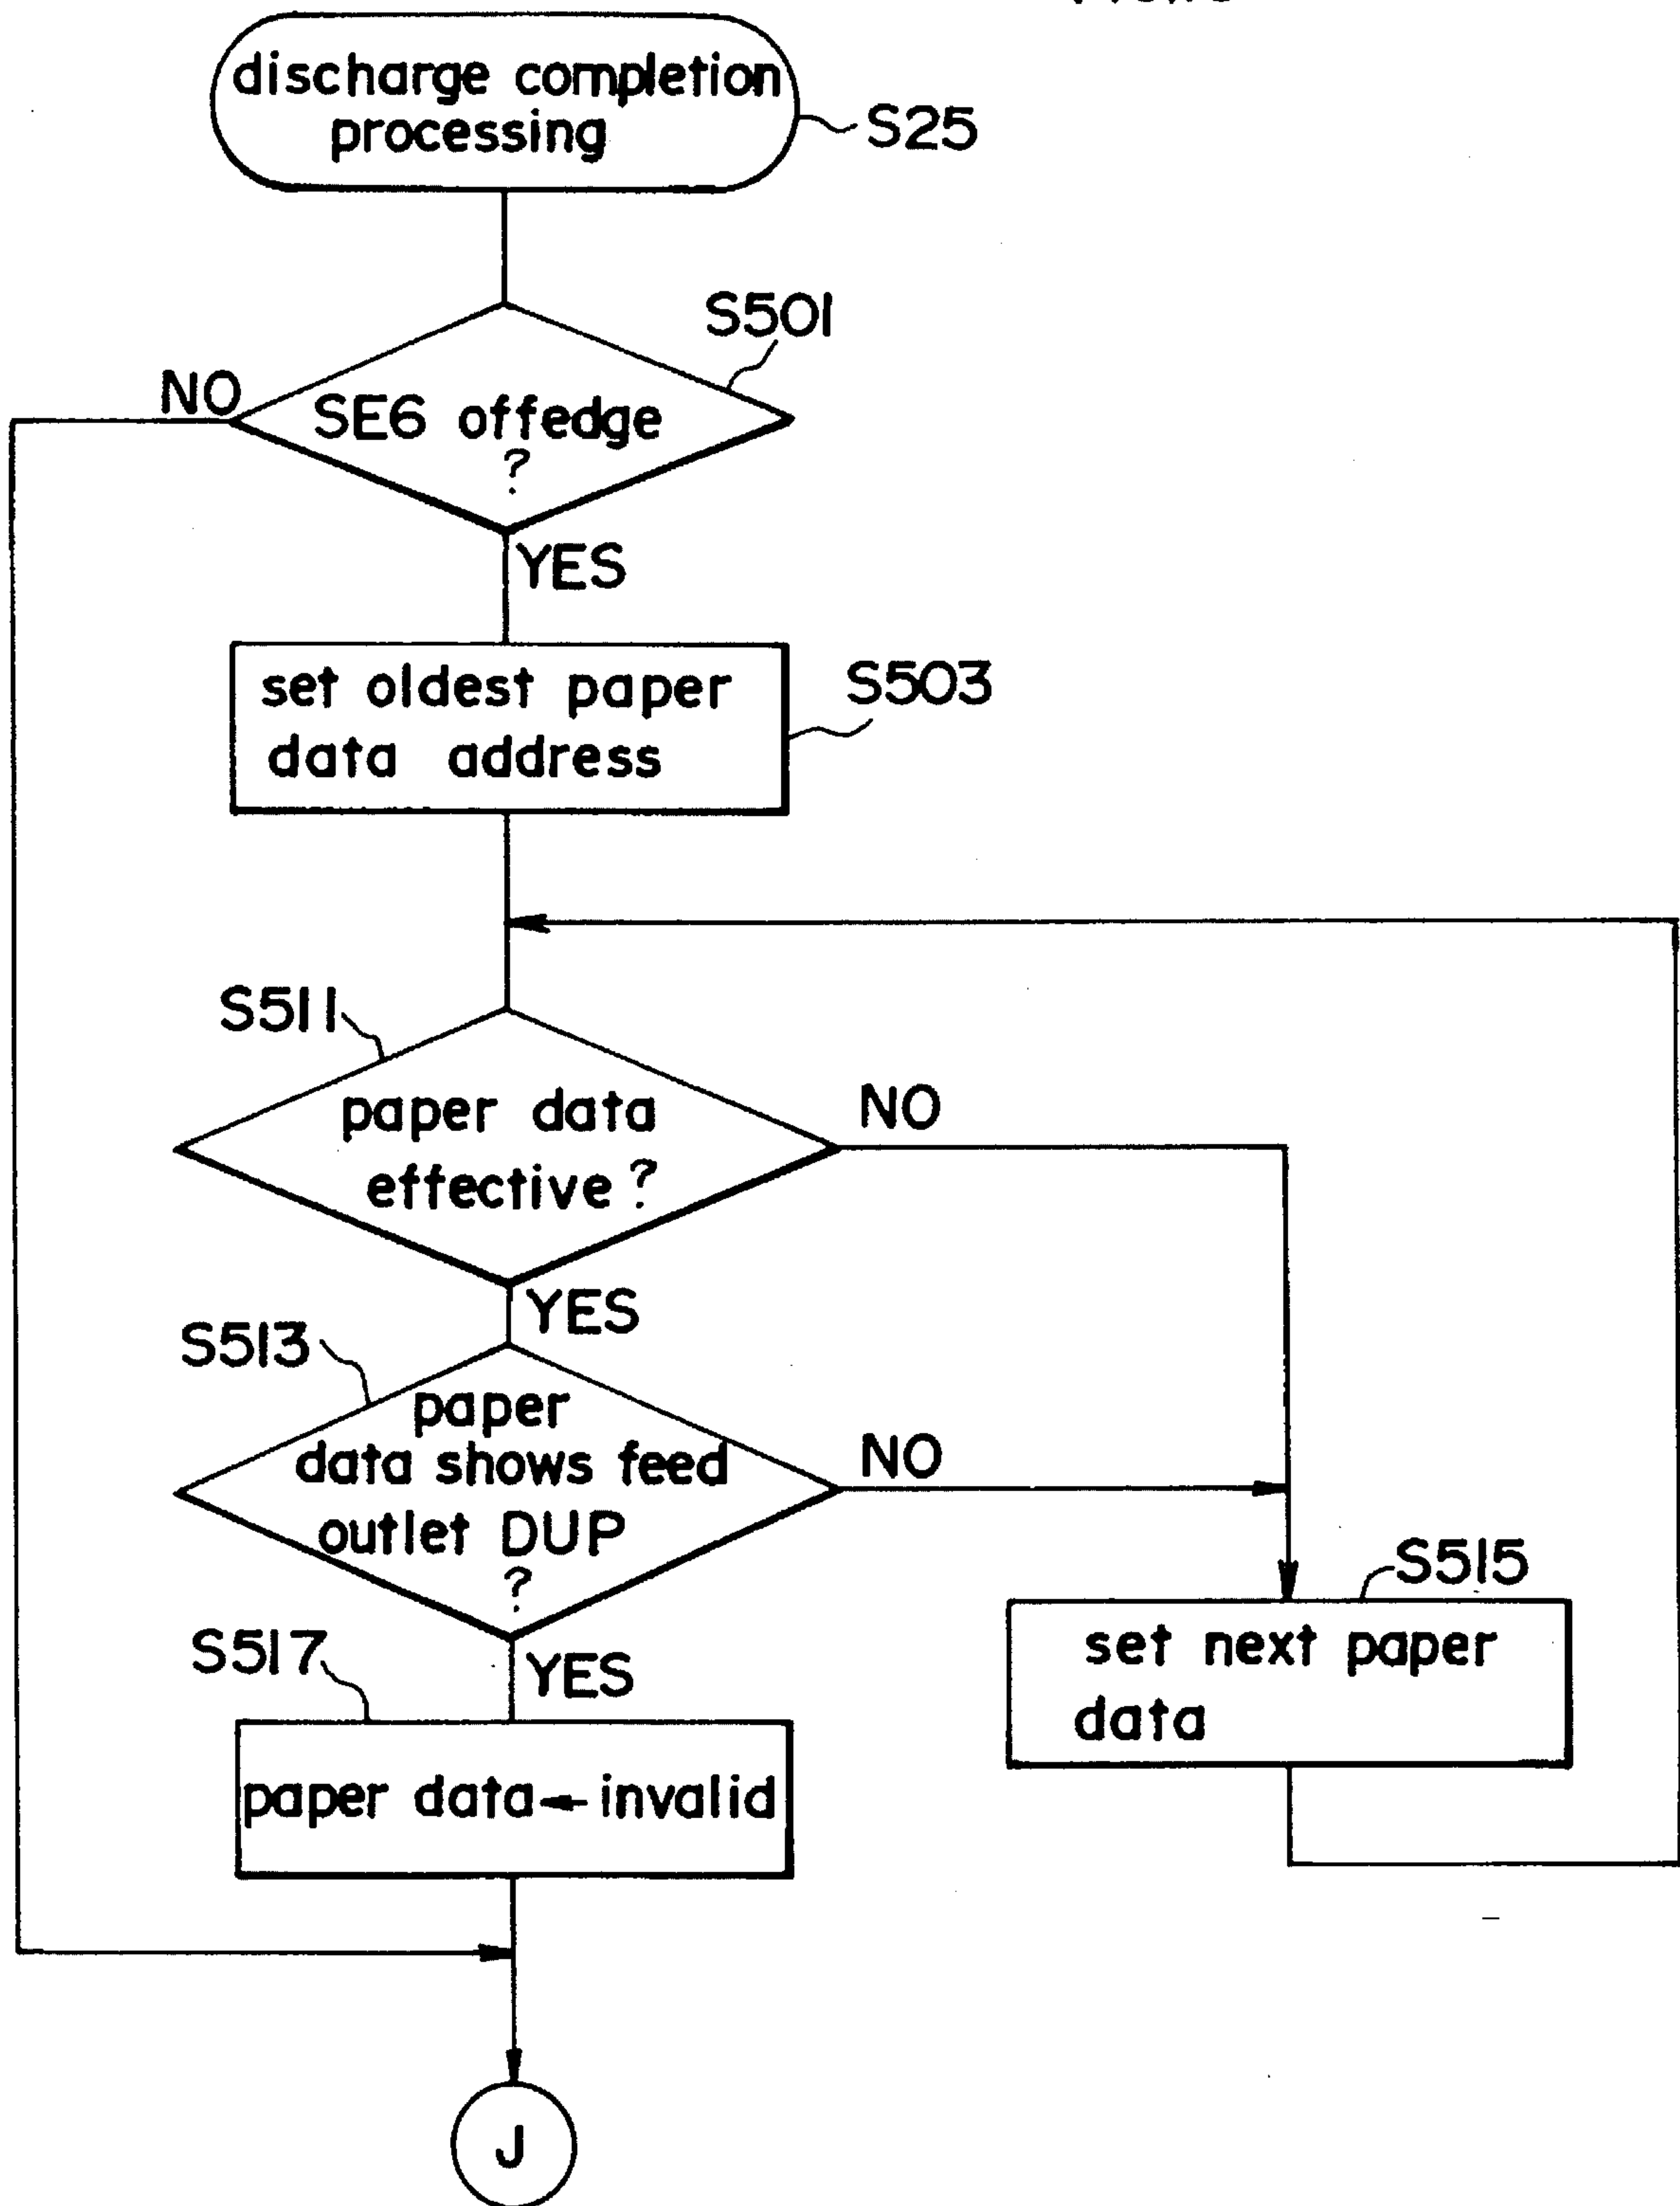 discharge completion
processing
S25
S501
NO
SE6 offedge
?
YES
set oldest paper
data address
S503
S511
paper data
effective ?
NO
YES
S513
paper
data shows feed
outlet DUP
?
NO
S515
set next paper
data
S517
YES
paper data ← invalid
J